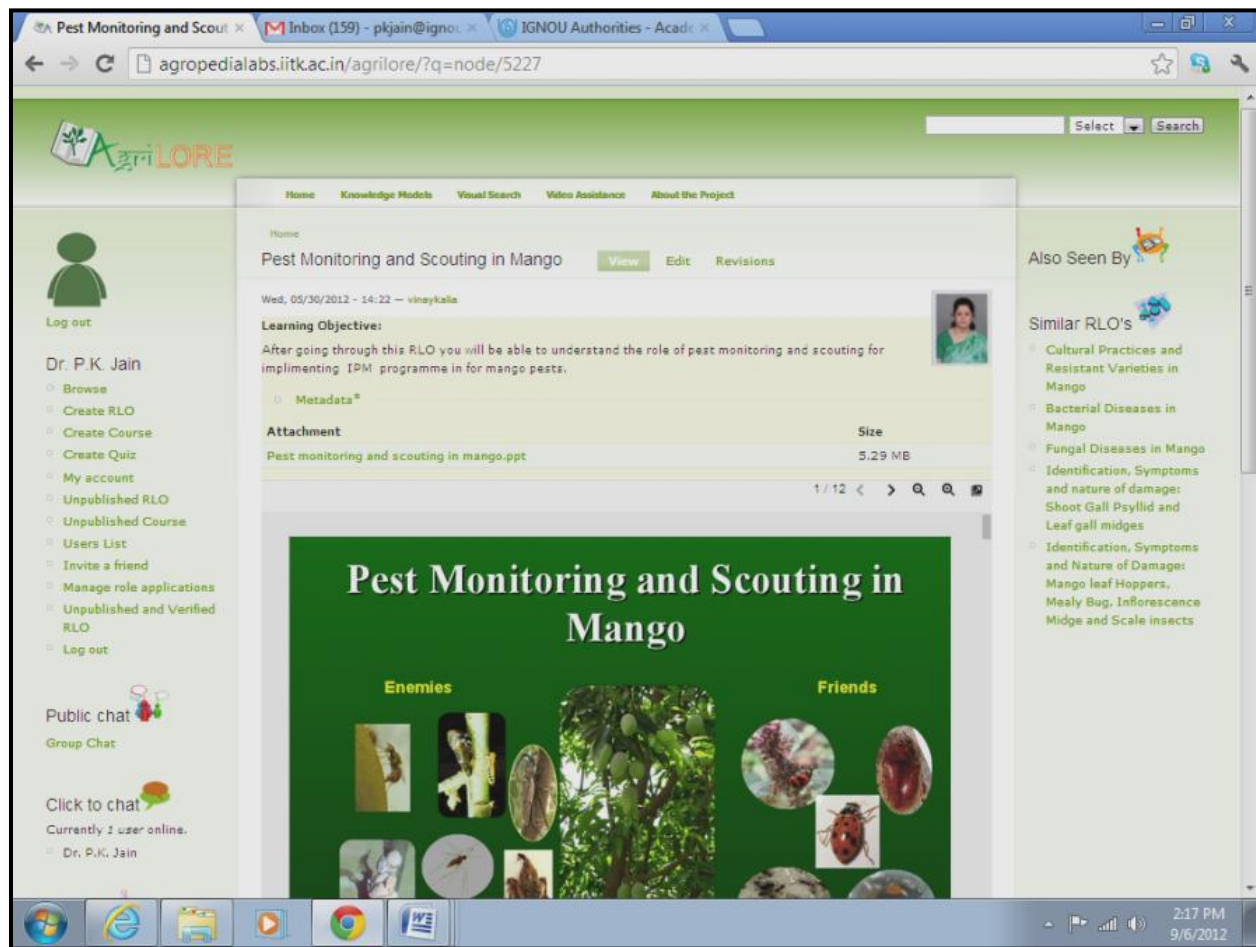 Pest Monitoring and Scout
Inbox (159) - pkjain@igno
IGNOU Authorities - Acade
agropedialabs.iitk.ac.in/agrilore/?q=node/5227
AgriLORE
Select
Search
Home Knowledge Models Visual Search Video Assistance About the Project
Log out
Dr. P.K. Jain
Browse
Create RLO
Create Course
Create Quiz
My account
Unpublished RLO
Unpublished Course
Users List
Invite a friend
Manage role applications
Unpublished and Verified
RLO
Log out
Public chat
Group Chat
Click to chat
Currently 1 user online.
Dr. P.K. Jain
Home
Pest Monitoring and Scouting in Mango View Edit Revisions
Wed, 05/30/2012 - 14:22 — vinaykalia
Learning Objective:
After going through this RLO you will be able to understand the role of pest monitoring and scouting for
implimenting IPM programme in for mango pests.
Metadata*
Attachment Size
Pest monitoring and scouting in mango.ppt 5.29 MB
1 / 12
Pest Monitoring and Scouting in
Mango
Enemies Friends
Also Seen By
Similar RLO's
Cultural Practices and
Resistant Varieties in
Mango
Bacterial Diseases in
Mango
Fungal Diseases in Mango
Identification, Symptoms
and nature of damage:
Shoot Gall Psyllid and
Leaf gall midges
Identification, Symptoms
and Nature of Damage:
Mango leaf Hoppers,
Mealy Bug, Inflorescence
Midge and Scale insects
2:17 PM
9/6/2012